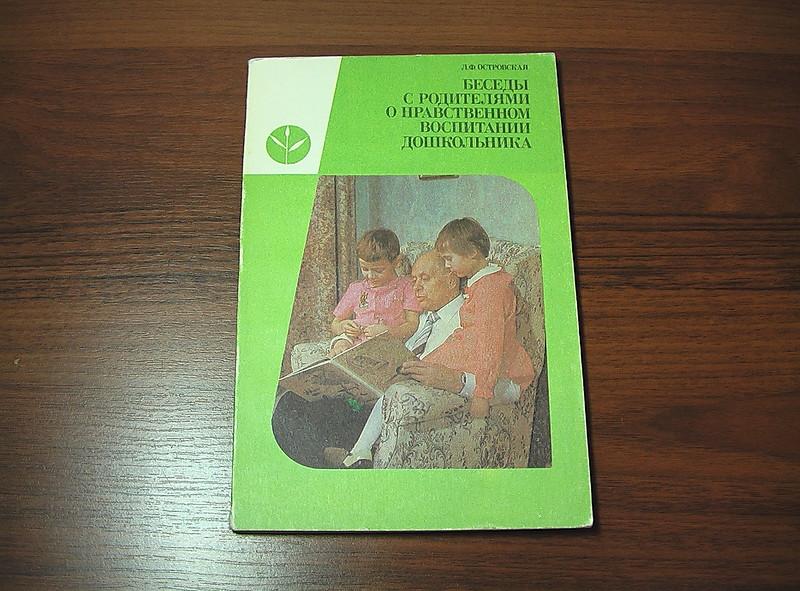 Л.Ф. ОСТРОВСКАЯ
БЕСЕДЫ
С РОДИТЕЛЯМИ
О НРАВСТВЕННОМ
ВОСПИТАНИИ
ДОШКОЛЬНИКА